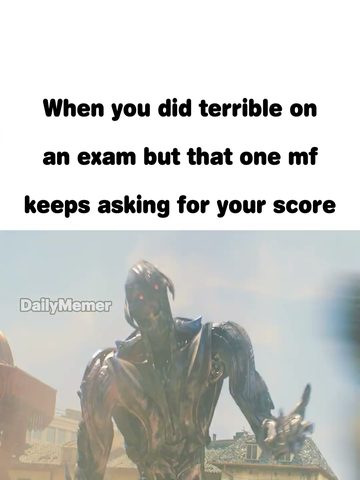 When you did terrible on
an exam but that one mf
keeps asking for your score
DailyMemer